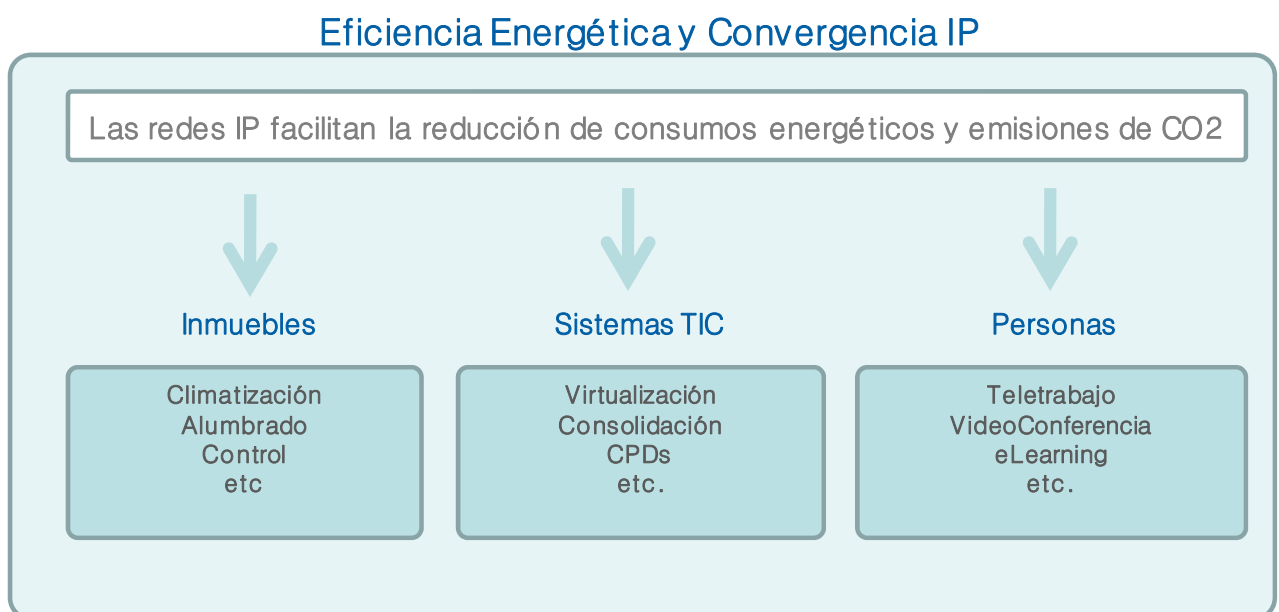 Eficiencia Energética y Convergencia IP
Las redes IP facilitan la reducción de consumos energéticos y emisiones de CO2
Inmuebles
Climatización
Alumbrado
Control
etc
Sistemas TIC
Virtualización
Consolidación
CPDs
etc.
Personas
Teletrabajo
VideoConferencia
eLearning
etc.